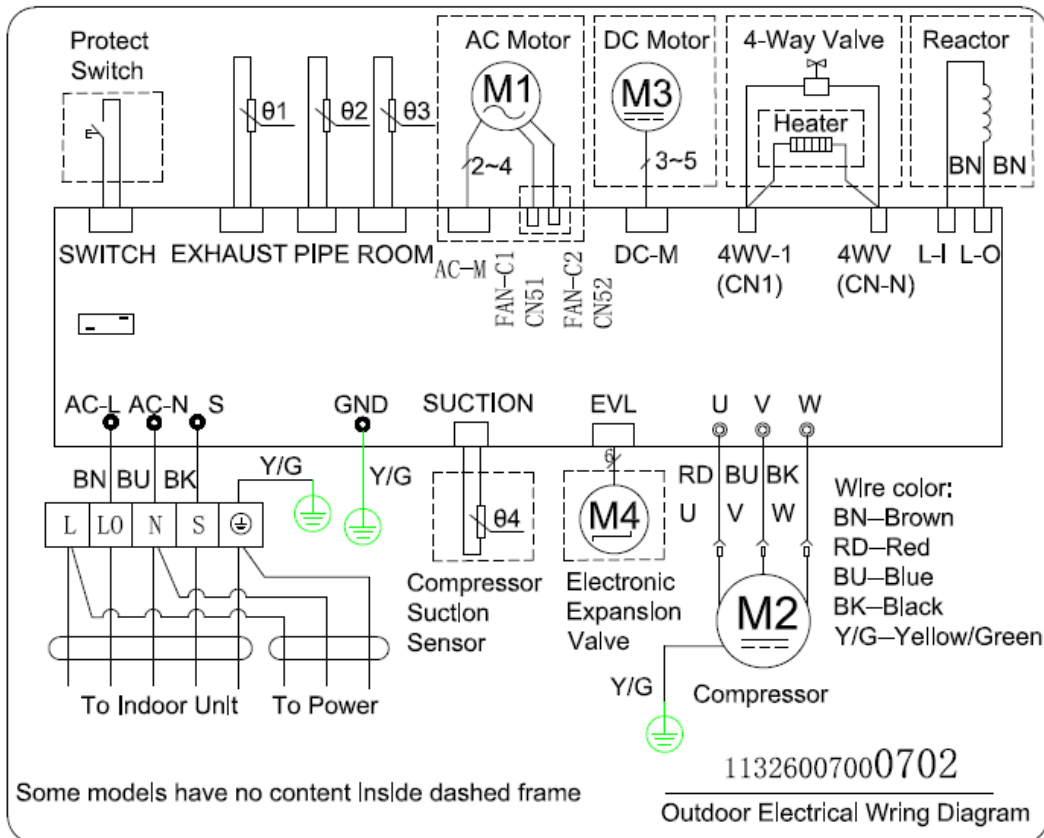 Protect
Switch
θ1
θ2
θ3
AC Motor
M1
2~4
DC Motor
M3
3~5
4-Way Valve
Heater
Reactor
BN BN
SWITCH
EXHAUST
PIPE
ROOM
AC-M
FAN-C1
CN51
FAN-C2
CN52
DC-M
4WV-1
(CN1)
4WV
(CN-N)
L-I
L-O
AC-L
AC-N
S
GND
SUCTION
EVL
U V W
BN BU BK
Y/G
Y/G
L LO N S
θ4
Compressor
Suction
Sensor
6
M4
Electronic
Expansion
Valve
RD BU BK
U V W
M2
Y/G
Compressor
Wire color:
BN—Brown
RD—Red
BU—Blue
BK—Black
Y/G—Yellow/Green
To Indoor Unit
To Power
11326007000702
Some models have no content inside dashed frame
Outdoor Electrical Wring Diagram